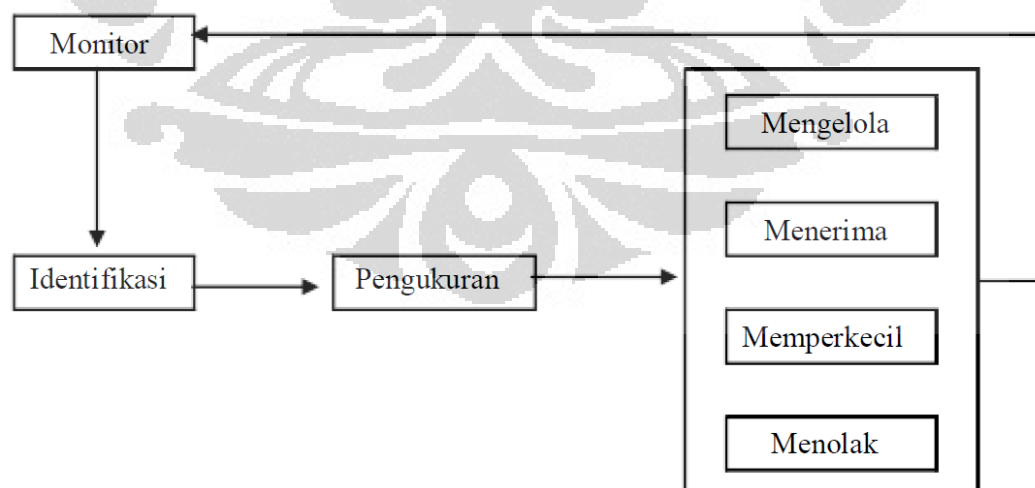 Monitor
Identifikasi
Pengukuran
Mengelola
Menerima
Memperkecil
Menolak